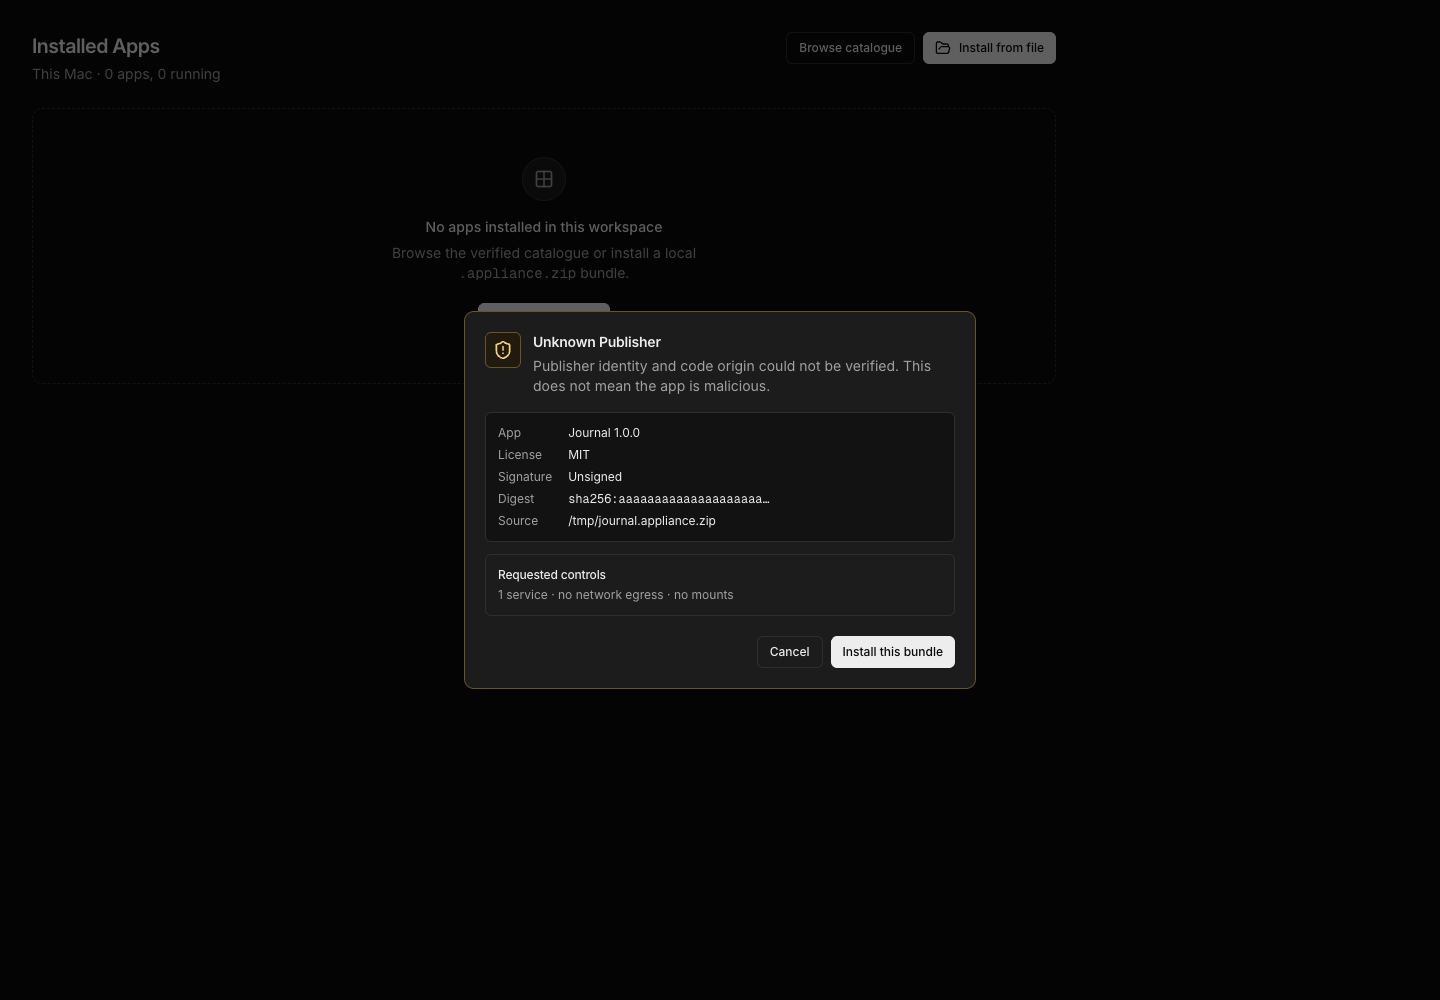 Installed Apps
This Mac · 0 apps, 0 running
Browse catalogue
Install from file
No apps installed in this workspace
Browse the verified catalogue or install a local
.appliance.zip bundle.
Unknown Publisher
Publisher identity and code origin could not be verified. This
does not mean the app is malicious.
App Journal 1.0.0
License MIT
Signature Unsigned
Digest sha256:aaaaaaaaaaaaaaaaaaaa…
Source /tmp/journal.appliance.zip
Requested controls
1 service · no network egress · no mounts
Cancel
Install this bundle